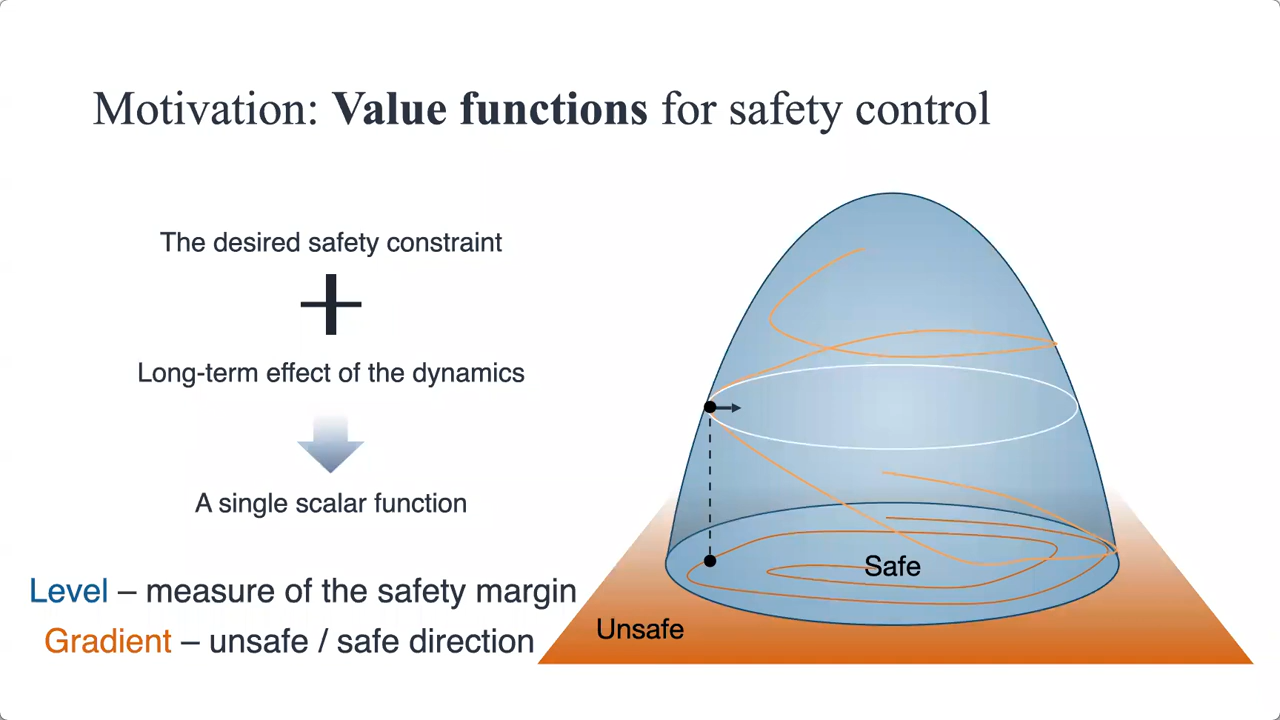 Motivation: Value functions for safety control
The desired safety constraint
+
Long-term effect of the dynamics
A single scalar function
Level – measure of the safety margin
Gradient – unsafe / safe direction
Safe
Unsafe